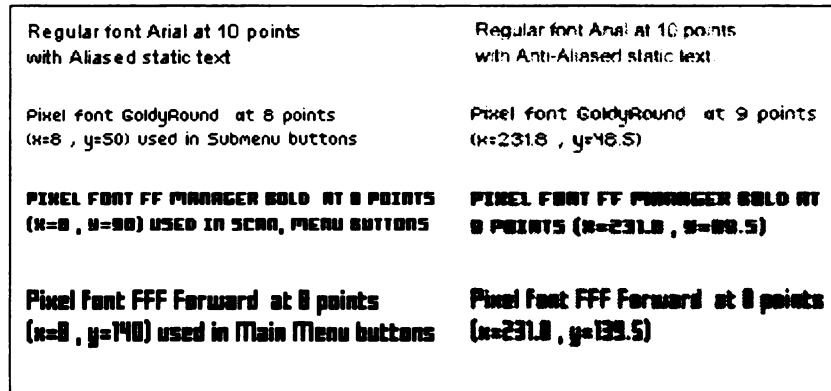 Regular font Arial at 10 points
with Aliased static text
Pixel font GoldyRound at 8 points
(x=8 , y=50) used in Submenu buttons
PIXEL FONT FF MANAGER BOLD AT 8 POINTS
(X=8 , Y=90) USED IN SCAN, MENU BUTTONS
Pixel Font FFF Forward at 8 points
(x=8 , y=140) used in Main Menu buttons
Regular font Arial at 10 points
with Anti-Aliased static text
Pixel font GoldyRound at 9 points
(x=231.8 , y=48.5)
PIXEL FONT FF MANAGER BOLD AT
9 POINTS (X=231.8 , Y=89.5)
Pixel Font FFF Forward at 8 points
(x=231.8 , y=139.5)